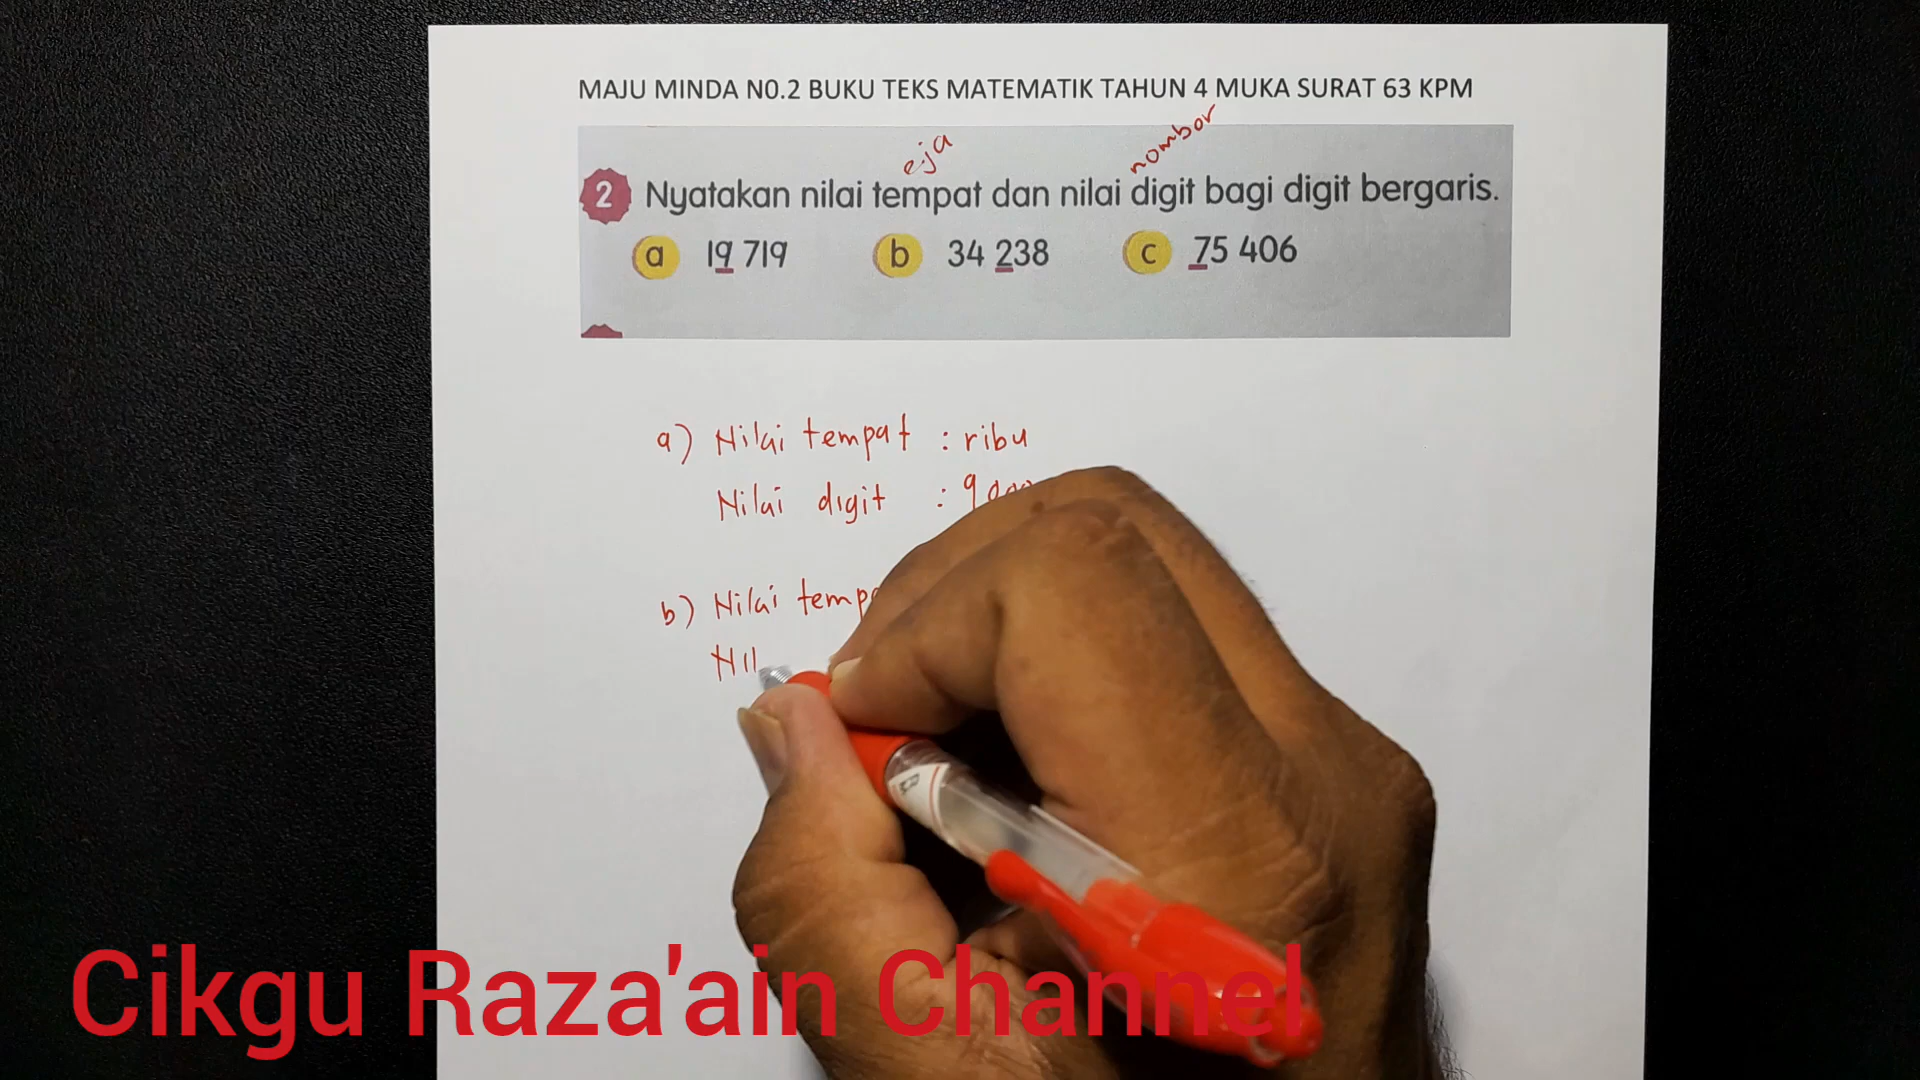 MAJU MINDA NO.2 BUKU TEKS MATEMATIK TAHUN 4 MUKA SURAT 63 KPM
eja nombor
2 Nyatakan nilai tempat dan nilai digit bagi digit bergaris.
a 19 719 b 34 238 c 75 406
a) Nilai tempat : ribu
Nilai digit :
b) Nilai
Cikgu Raza'ain Channel